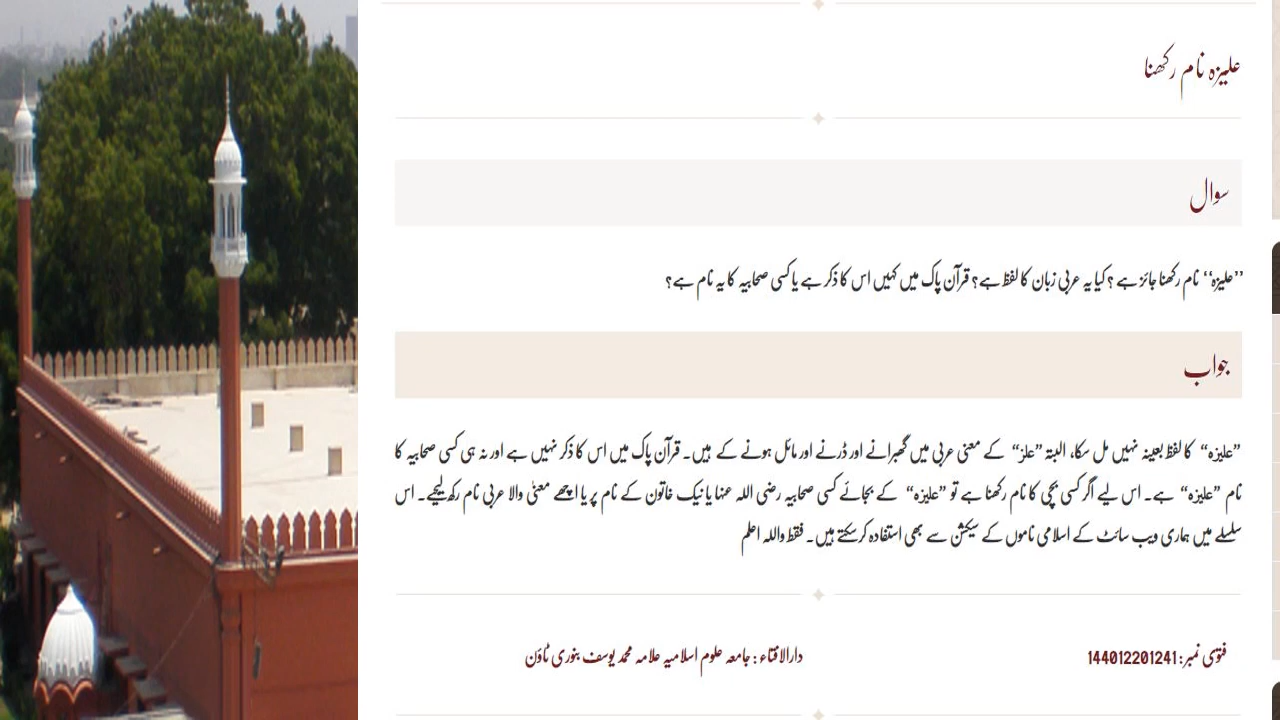 علیزہ نام رکھنا
سوال
’’علیزہ‘‘ نام رکھنا جائز ہے ؟ کیا یہ عربی زبان کا لفظ ہے؟ قرآن پاک میں کہیں اس کا ذکر ہے یا کسی صحابیہ کا یہ نام ہے؟
جواب
”علیزہ“ کا لفظ بعینہ نہیں مل سکا، البتہ ”علز“ کے معنی عربی میں گھبرانے اور ڈرنے اور مائل ہونے کے ہیں۔ قرآن پاک میں اس کا ذکر نہیں ہے اور نہ ہی کسی صحابیہ کا
نام ”علیزہ“ ہے۔ اس لیے اگر کسی بچی کا نام رکھنا ہے تو ”علیزہ“ کے بجائے کسی صحابیہ رضی اللہ عنہا یا نیک خاتون کے نام پر یا اچھے معنیٰ والا عربی نام رکھ لیجیے۔ اس
سلسلے میں ہماری ویب سائٹ کے اسلامی ناموں کے سیکشن سے بھی استفادہ کرسکتے ہیں۔ فقط واللہ اعلم
فتوی نمبر : 144012201241
دارالافتاء : جامعہ علوم اسلامیہ علامہ محمد یوسف بنوری ٹاؤن